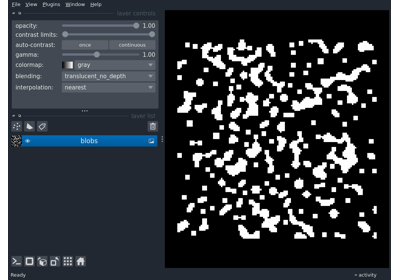 File View Plugins Window Help
layer controls
opacity: 1.00
contrast limits:
auto-contrast: once continuous
gamma: 1.00
colormap: gray
blending: translucent_no_depth
interpolation: nearest
layer list
blobs
Ready
activity